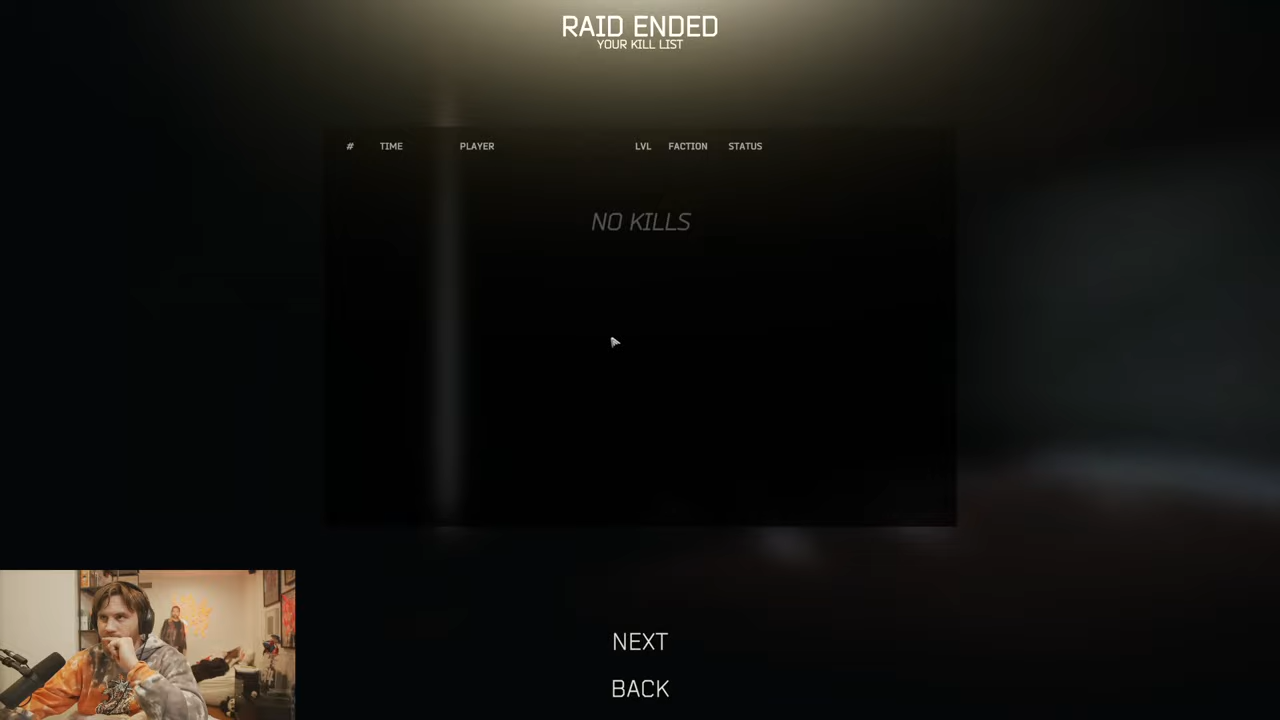 RAID ENDED
YOUR KILL LIST
# TIME PLAYER LVL FACTION STATUS
NO KILLS
NEXT
BACK